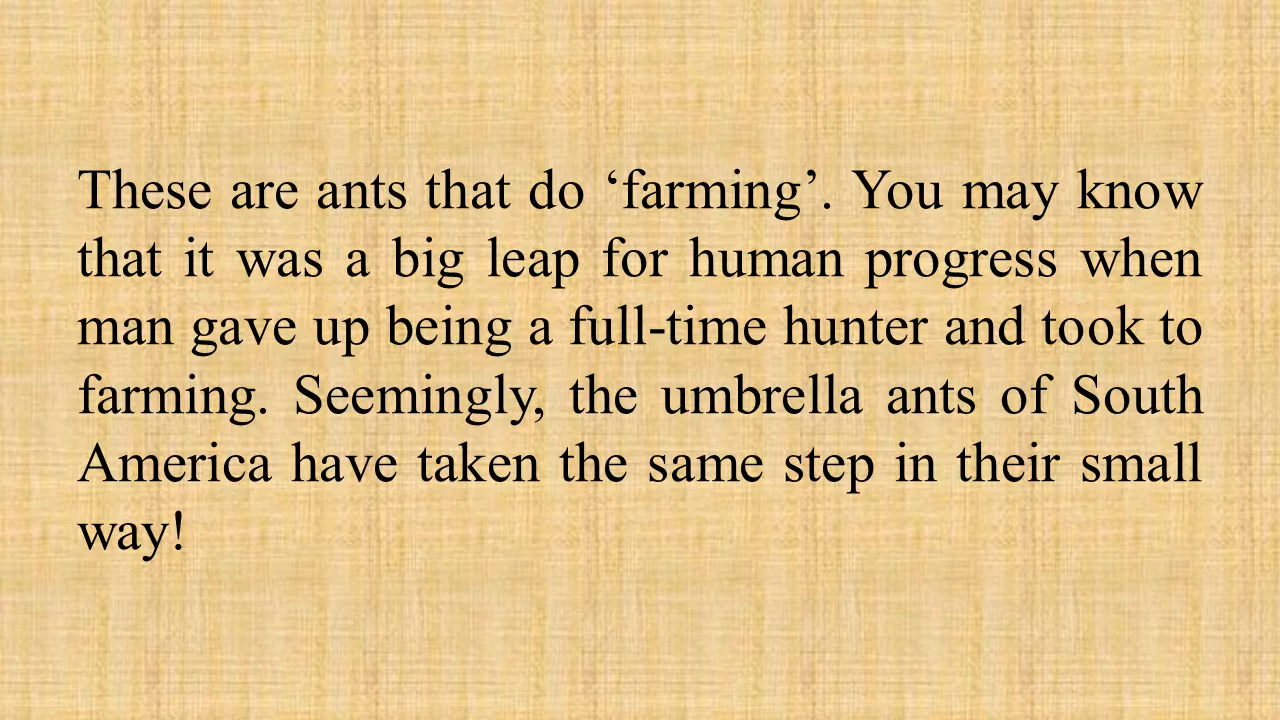 These are ants that do ‘farming’. You may know
that it was a big leap for human progress when
man gave up being a full-time hunter and took to
farming. Seemingly, the umbrella ants of South
America have taken the same step in their small
way!